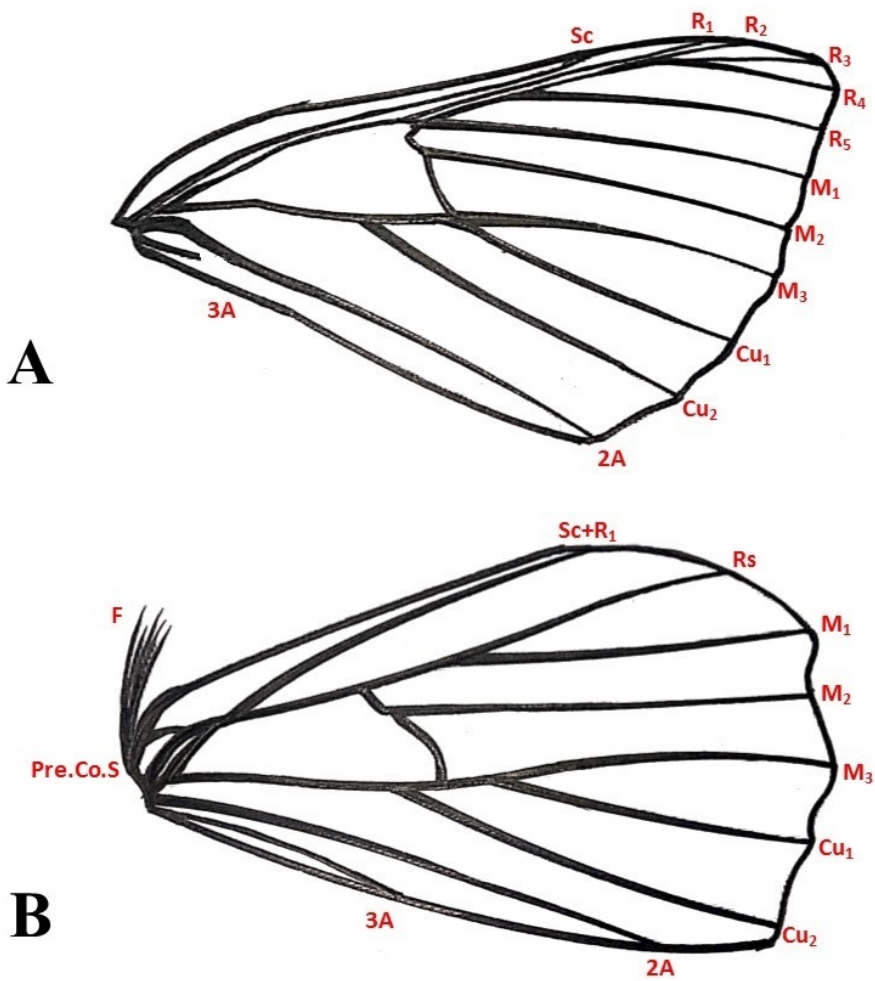 Sc
R₁
R₂
R₃
R₄
R₅
M₁
M₂
M₃
Cu₁
Cu₂
2A
3A
A
Sc+R₁
Rs
F
M₁
M₂
Pre.Co.S
M₃
Cu₁
Cu₂
3A
2A
B